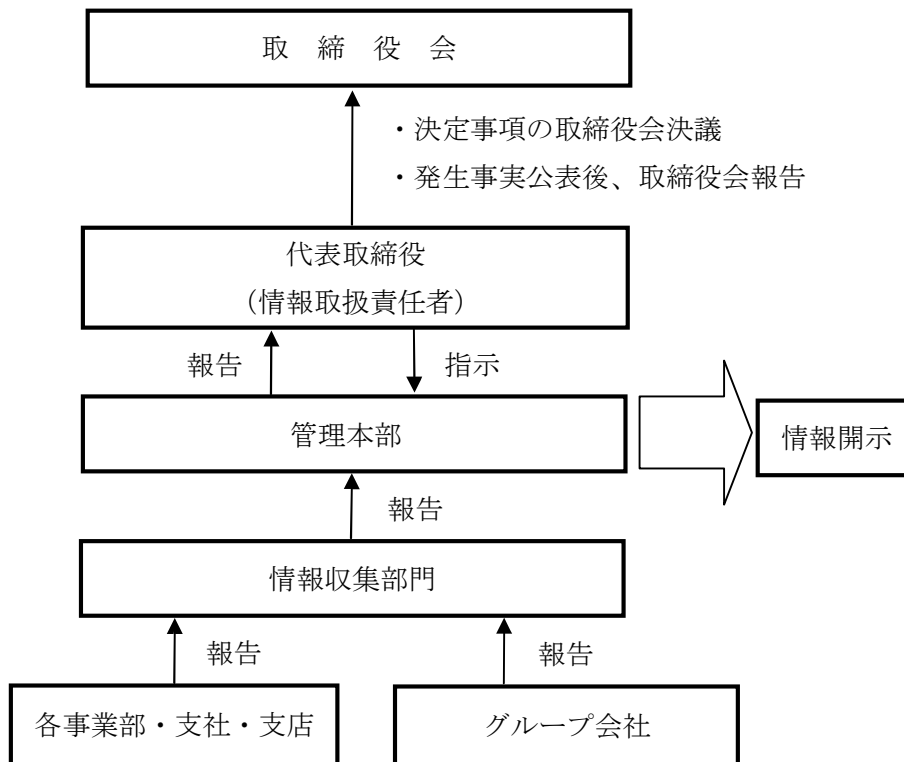 取　締　役　会
・決定事項の取締役会決議
・発生事実公表後、取締役会報告
代表取締役
（情報取扱責任者）
報告
指示
管理本部
情報開示
報告
情報収集部門
報告
報告
各事業部・支社・支店
グループ会社